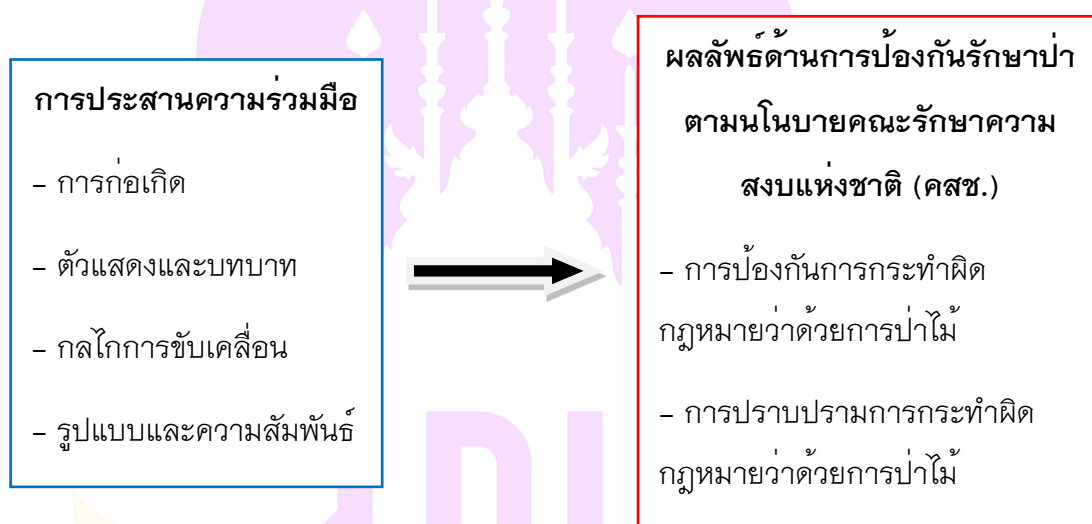 การประสานความร่วมมือ
– การก่อเกิด
– ตัวแสดงและบทบาท
– กลไกการขับเคลื่อน
– รูปแบบและความสัมพันธ์
ผลลัพธ์ด้านการป้องกันรักษาป่า
ตามนโนบายคณะรักษาความ
สงบแห่งชาติ (คสช.)
– การป้องกันการกระทำผิด
กฎหมายว่าด้วยการป่าไม้
– การปราบปรามการกระทำผิด
กฎหมายว่าด้วยการป่าไม้